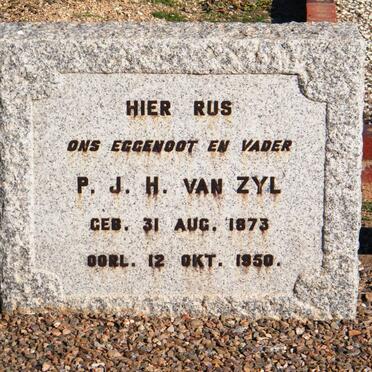 HIER RUS
ONS EGGENOOT EN VADER
P. J. H. VAN ZYL
GEB. 31 AUG. 1873
OORL. 12 OKT. 1950.